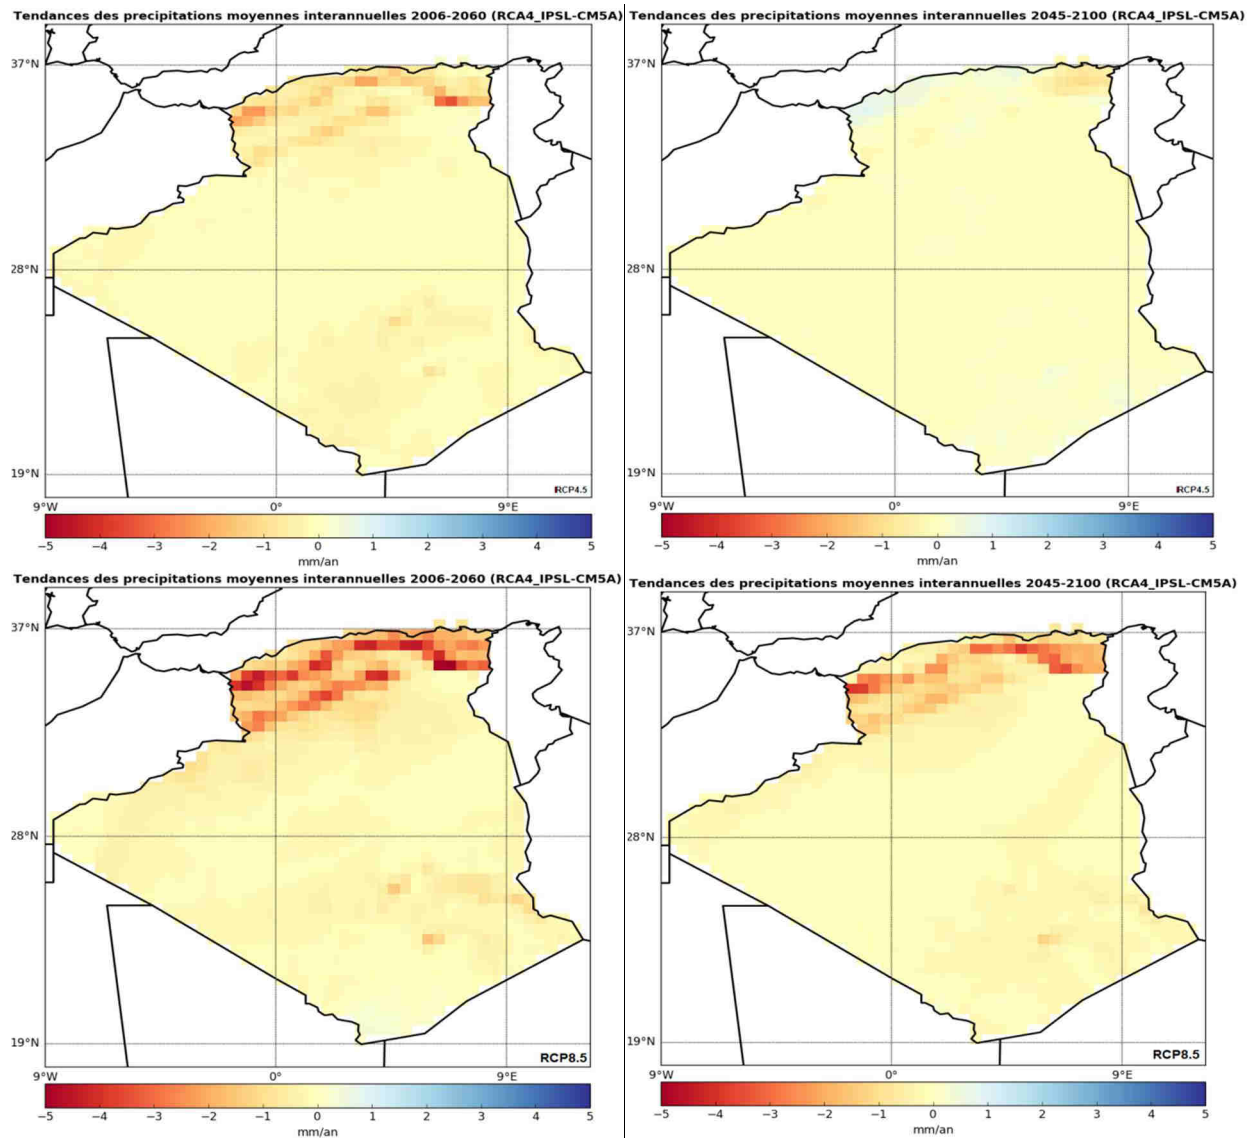 Tendances des precipitations moyennes interannuelles 2006-2060 (RCA4_IPSL-CM5A)
37°N
28°N
19°N
RCP4.5
9°W 0° 9°E
−5 −4 −3 −2 −1 0 1 2 3 4 5
mm/an
Tendances des precipitations moyennes interannuelles 2045-2100 (RCA4_IPSL-CM5A)
37°N
28°N
19°N
RCP4.5
9°W 0° 9°E
−5 −4 −3 −2 −1 0 1 2 3 4 5
mm/an
Tendances des precipitations moyennes interannuelles 2006-2060 (RCA4_IPSL-CM5A)
37°N
28°N
19°N
RCP8.5
9°W 0° 9°E
−5 −4 −3 −2 −1 0 1 2 3 4 5
mm/an
Tendances des precipitations moyennes interannuelles 2045-2100 (RCA4_IPSL-CM5A)
37°N
28°N
19°N
RCP8.5
9°W 0° 9°E
−5 −4 −3 −2 −1 0 1 2 3 4 5
mm/an